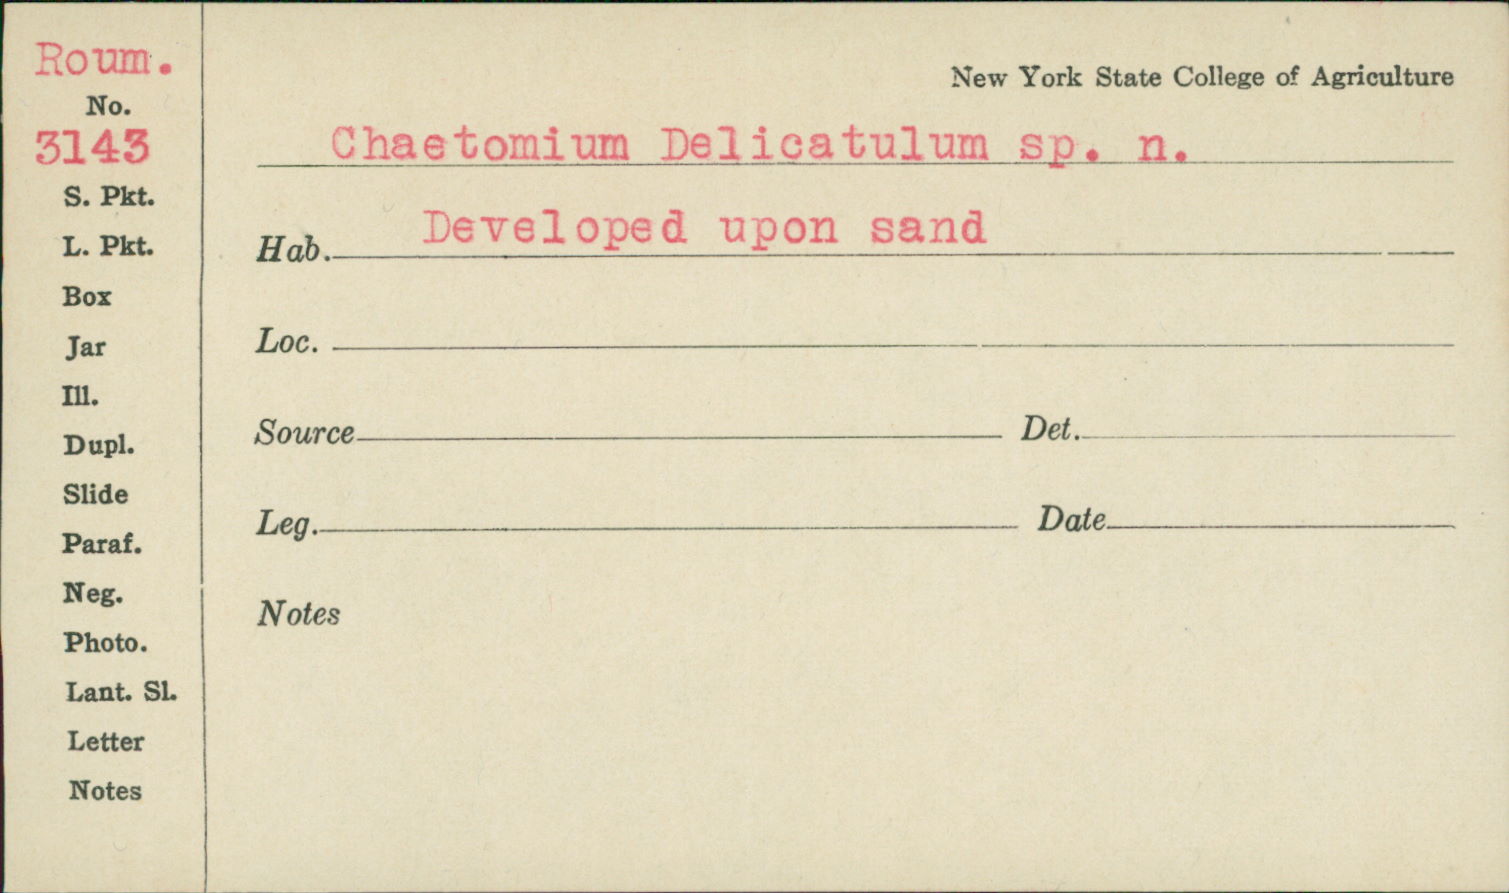 Roum.
No.
3143
S. Pkt.
L. Pkt.
Box
Jar
Ill.
Dupl.
Slide
Paraf.
Neg.
Photo.
Lant. Sl.
Letter
Notes
New York State College of Agriculture
Chaetomium Delicatulum sp. n.
Hab. Developed upon sand
Loc.
Source Det.
Leg. Date
Notes